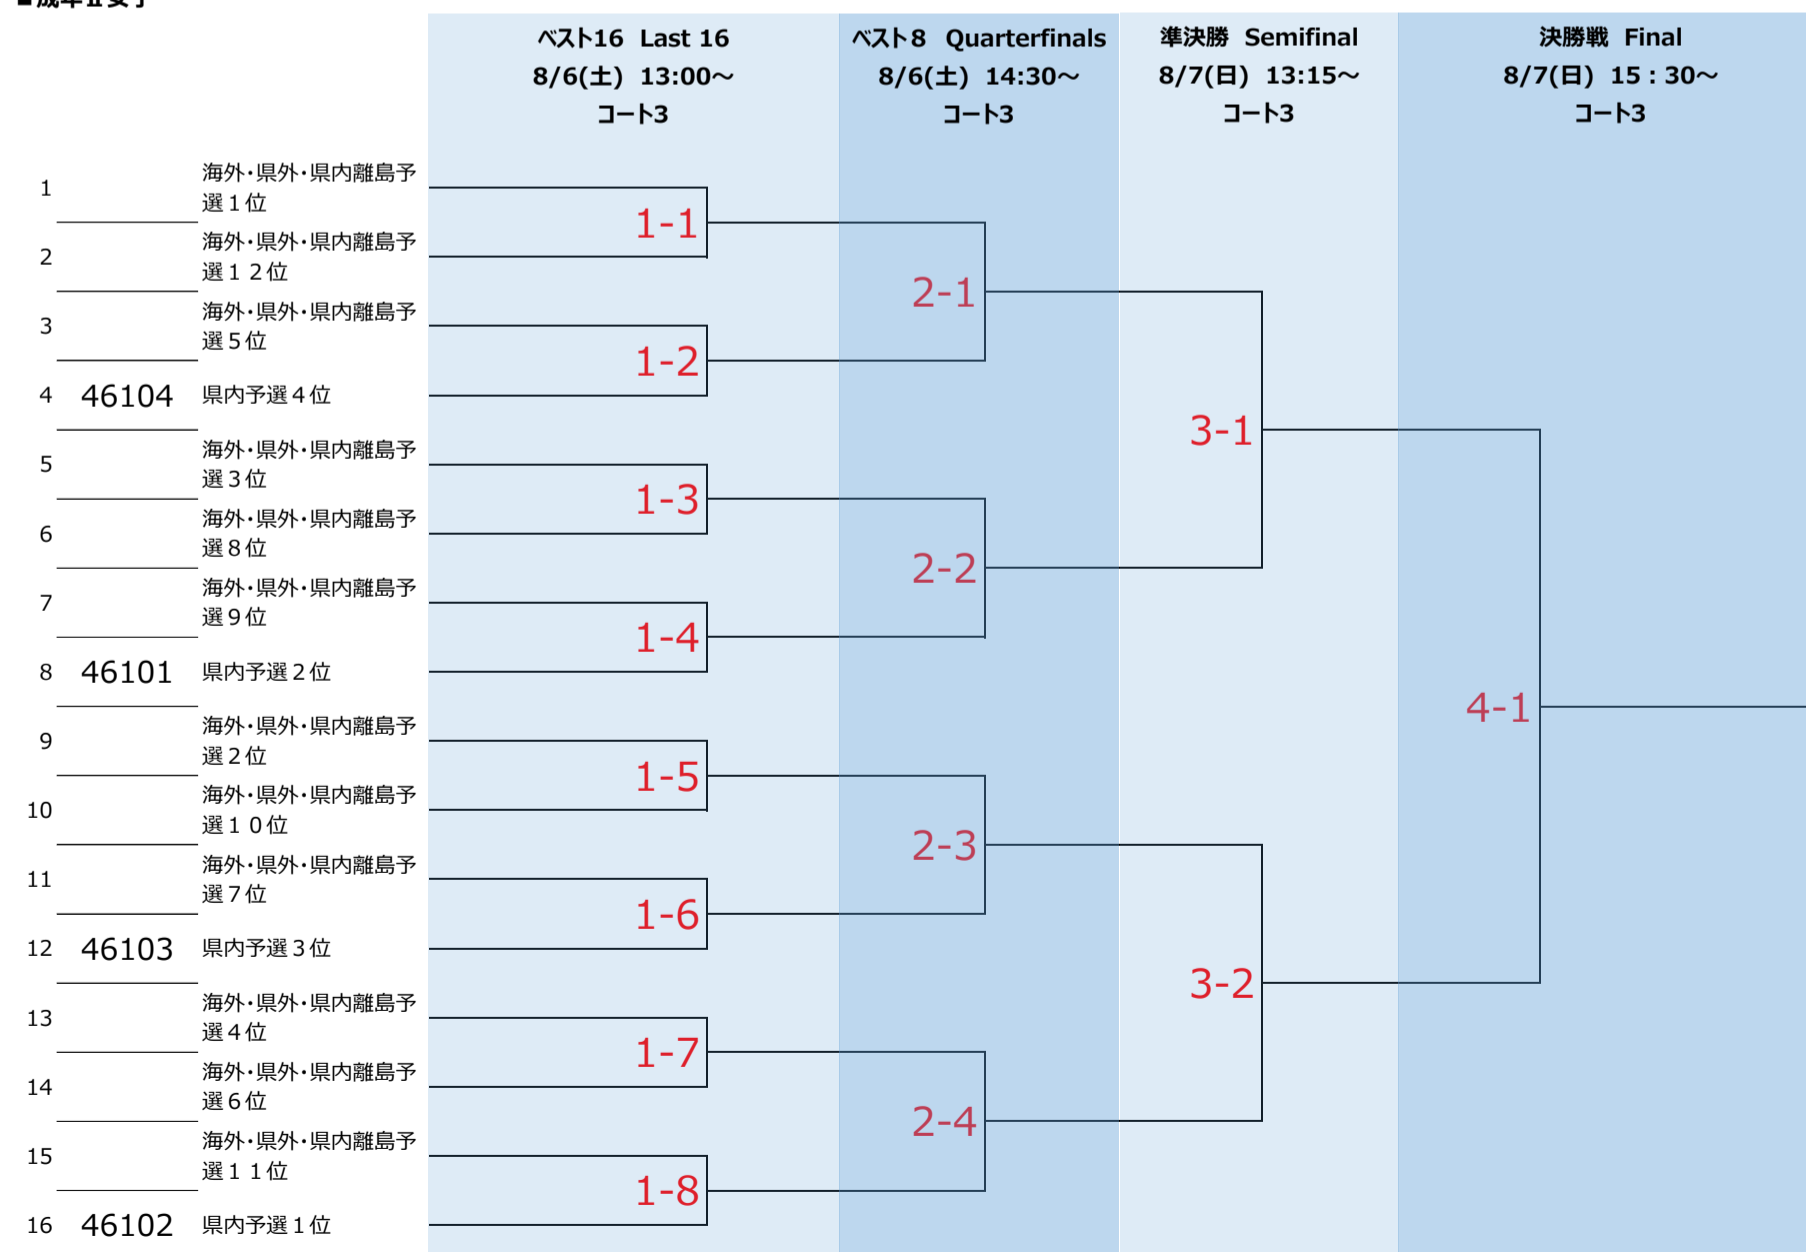 ベスト16 Last 16
ベスト8 Quarterfinals
準決勝 Semifinal
決勝戦 Final
8/6(土) 13:00～
8/6(土) 14:30～
8/7(日) 13:15～
8/7(日) 15：30～
コート3
コート3
コート3
コート3
1
海外・県外・県内離島予
選１位
1-1
2
海外・県外・県内離島予
選１２位
2-1
3
海外・県外・県内離島予
選５位
1-2
4 46104 県内予選４位
3-1
5
海外・県外・県内離島予
選３位
1-3
6
海外・県外・県内離島予
選８位
2-2
7
海外・県外・県内離島予
選９位
1-4
8 46101 県内予選２位
4-1
9
海外・県外・県内離島予
選２位
1-5
10
海外・県外・県内離島予
選１０位
2-3
11
海外・県外・県内離島予
選７位
1-6
12 46103 県内予選３位
3-2
13
海外・県外・県内離島予
選４位
1-7
14
海外・県外・県内離島予
選６位
2-4
15
海外・県外・県内離島予
選１１位
1-8
16 46102 県内予選１位